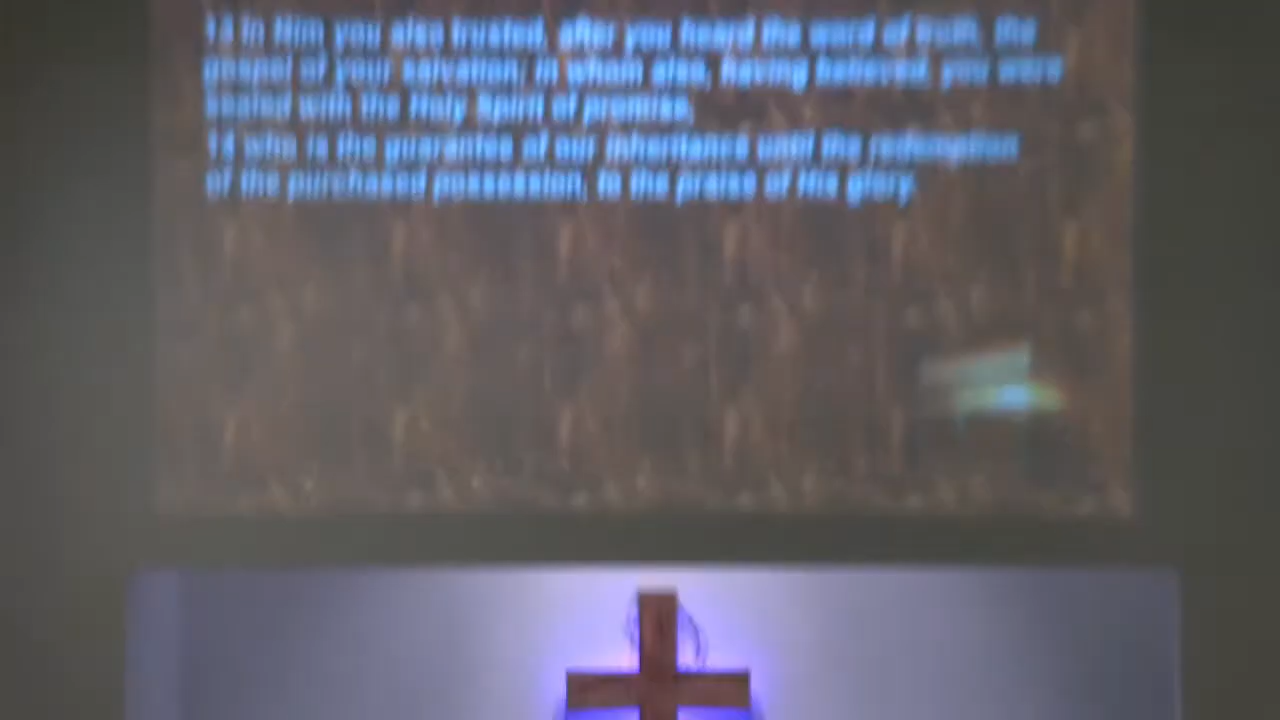 13 In Him you also trusted, after you heard the word of truth, the
gospel of your salvation; in whom also, having believed, you were
sealed with the Holy Spirit of promise,
14 who is the guarantee of our inheritance until the redemption
of the purchased possession, to the praise of His glory.